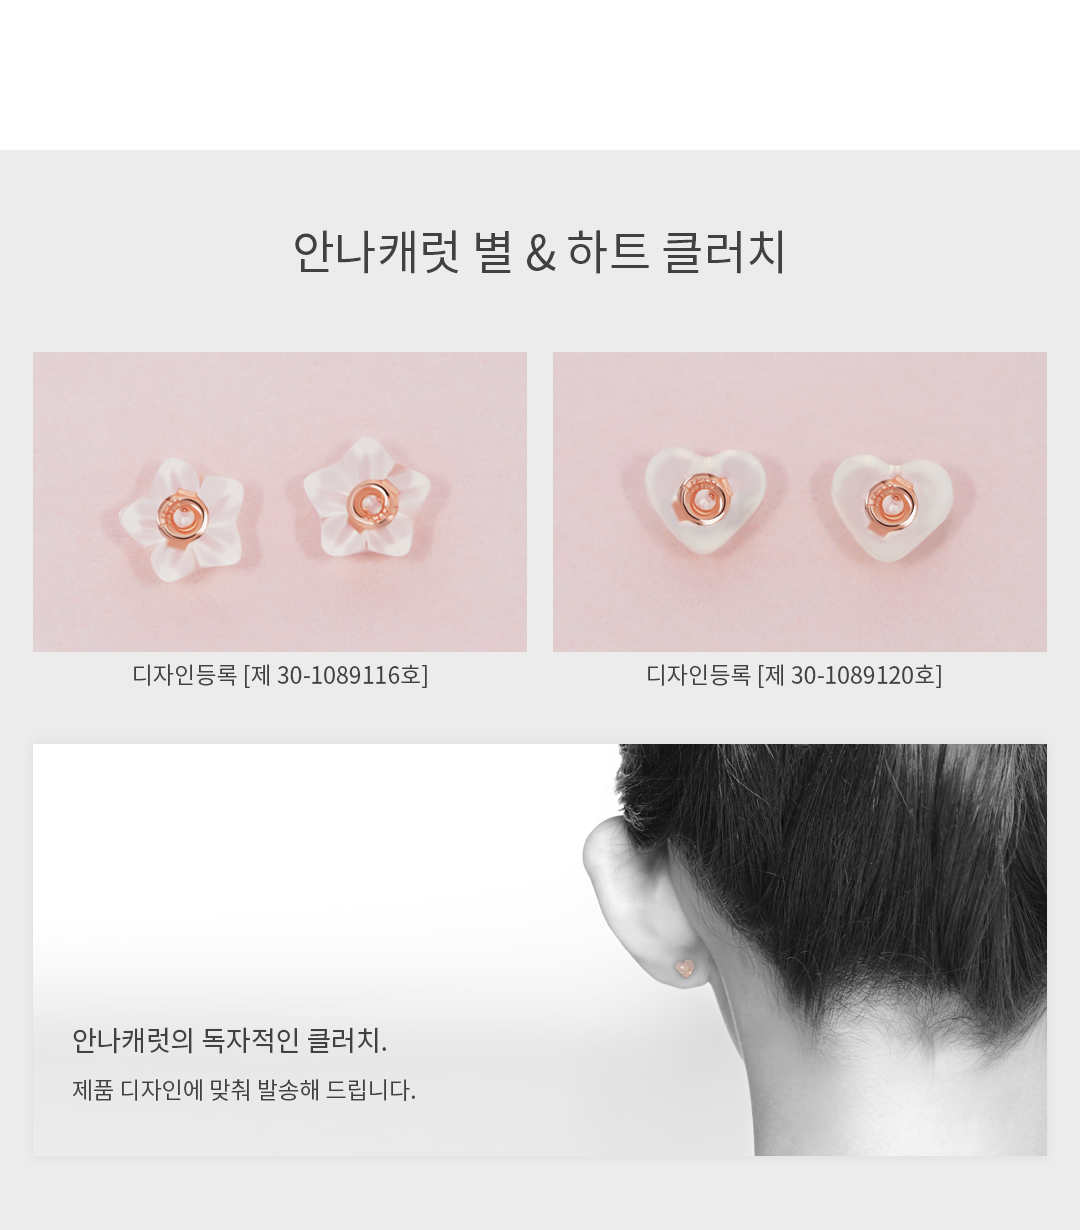 안나캐럿 별 & 하트 클러치
디자인등록 [제 30-1089116호]
디자인등록 [제 30-1089120호]
안나캐럿의 독자적인 클러치.
제품 디자인에 맞춰 발송해 드립니다.